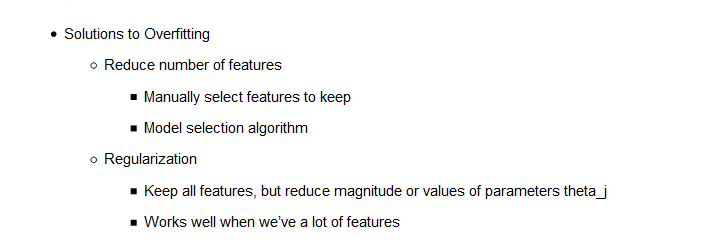 Solutions to Overfitting
Reduce number of features
Manually select features to keep
Model selection algorithm
Regularization
Keep all features, but reduce magnitude or values of parameters theta_j
Works well when we've a lot of features